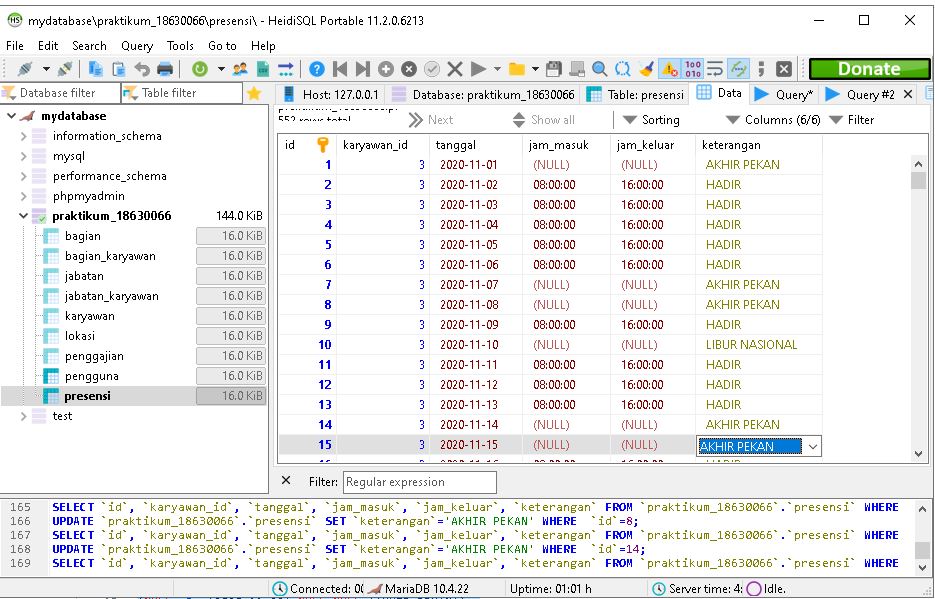 mydatabase\praktikum_18630066\presensi\ - HeidiSQL Portable 11.2.0.6213
File Edit Search Query Tools Go to Help
Donate
Database filter Table filter
Host: 127.0.0.1 Database: praktikum_18630066 Table: presensi Data Query* Query #2
552 rows total Next Show all Sorting Columns (6/6) Filter
mydatabase
information_schema
mysql
performance_schema
phpmyadmin
praktikum_18630066 144.0 KiB
bagian 16.0 KiB
bagian_karyawan 16.0 KiB
jabatan 16.0 KiB
jabatan_karyawan 16.0 KiB
karyawan 16.0 KiB
lokasi 16.0 KiB
penggajian 16.0 KiB
pengguna 16.0 KiB
presensi 16.0 KiB
test
id karyawan_id tanggal jam_masuk jam_keluar keterangan
1 3 2020-11-01 (NULL) (NULL) AKHIR PEKAN
2 3 2020-11-02 08:00:00 16:00:00 HADIR
3 3 2020-11-03 08:00:00 16:00:00 HADIR
4 3 2020-11-04 08:00:00 16:00:00 HADIR
5 3 2020-11-05 08:00:00 16:00:00 HADIR
6 3 2020-11-06 08:00:00 16:00:00 HADIR
7 3 2020-11-07 (NULL) (NULL) AKHIR PEKAN
8 3 2020-11-08 (NULL) (NULL) AKHIR PEKAN
9 3 2020-11-09 08:00:00 16:00:00 HADIR
10 3 2020-11-10 (NULL) (NULL) LIBUR NASIONAL
11 3 2020-11-11 08:00:00 16:00:00 HADIR
12 3 2020-11-12 08:00:00 16:00:00 HADIR
13 3 2020-11-13 08:00:00 16:00:00 HADIR
14 3 2020-11-14 (NULL) (NULL) AKHIR PEKAN
15 3 2020-11-15 (NULL) (NULL) AKHIR PEKAN
Filter: Regular expression
165 SELECT `id`, `karyawan_id`, `tanggal`, `jam_masuk`, `jam_keluar`, `keterangan` FROM `praktikum_18630066`.`presensi` WHERE
166 UPDATE `praktikum_18630066`.`presensi` SET `keterangan`='AKHIR PEKAN' WHERE `id`=8;
167 SELECT `id`, `karyawan_id`, `tanggal`, `jam_masuk`, `jam_keluar`, `keterangan` FROM `praktikum_18630066`.`presensi` WHERE
168 UPDATE `praktikum_18630066`.`presensi` SET `keterangan`='AKHIR PEKAN' WHERE `id`=14;
169 SELECT `id`, `karyawan_id`, `tanggal`, `jam_masuk`, `jam_keluar`, `keterangan` FROM `praktikum_18630066`.`presensi` WHERE
Connected: 0( MariaDB 10.4.22 Uptime: 01:01 h Server time: 4: Idle.